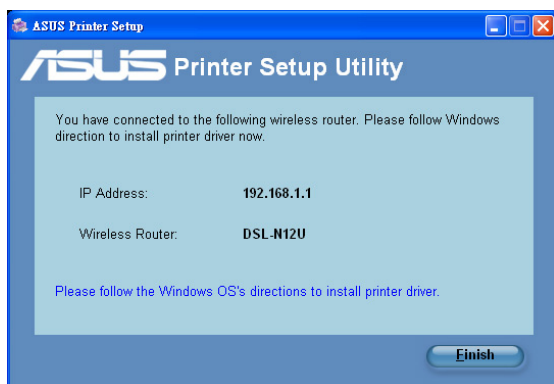 ASUS Printer Setup
ASUS Printer Setup Utility
You have connected to the following wireless router. Please follow Windows
direction to install printer driver now.
IP Address: 192.168.1.1
Wireless Router: DSL-N12U
Please follow the Windows OS's directions to install printer driver.
Finish